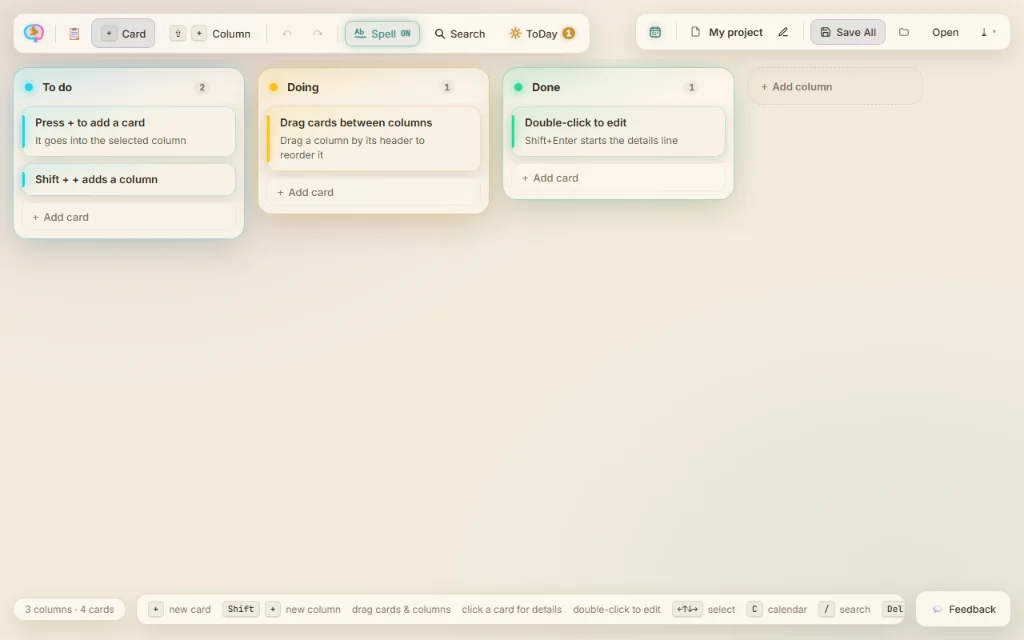 + Card
⇧ + Column
Ab Spell ON
Search
ToDay 1
My project
Save All
Open
To do 2
Press + to add a card
It goes into the selected column
Shift + + adds a column
+ Add card
Doing 1
Drag cards between columns
Drag a column by its header to
reorder it
+ Add card
Done 1
Double-click to edit
Shift+Enter starts the details line
+ Add card
+ Add column
3 columns · 4 cards
+ new card Shift + new column drag cards & columns click a card for details double-click to edit ←↑↓→ select C calendar / search Del
Feedback